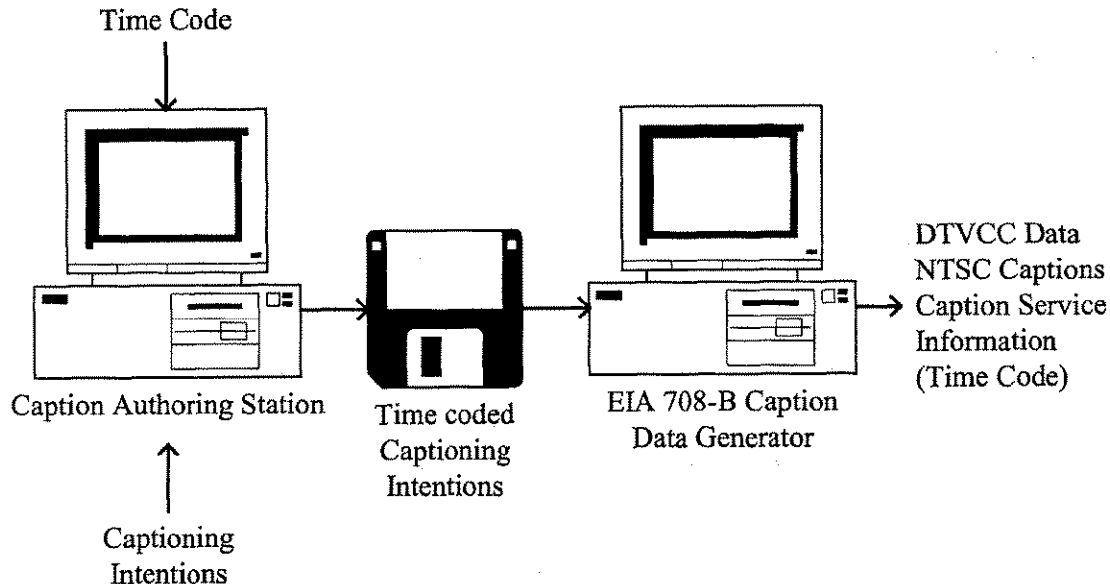 Time Code
Caption Authoring Station
Captioning
Intentions
Time coded
Captioning
Intentions
EIA 708-B Caption
Data Generator
DTVCC Data
NTSC Captions
Caption Service
Information
(Time Code)